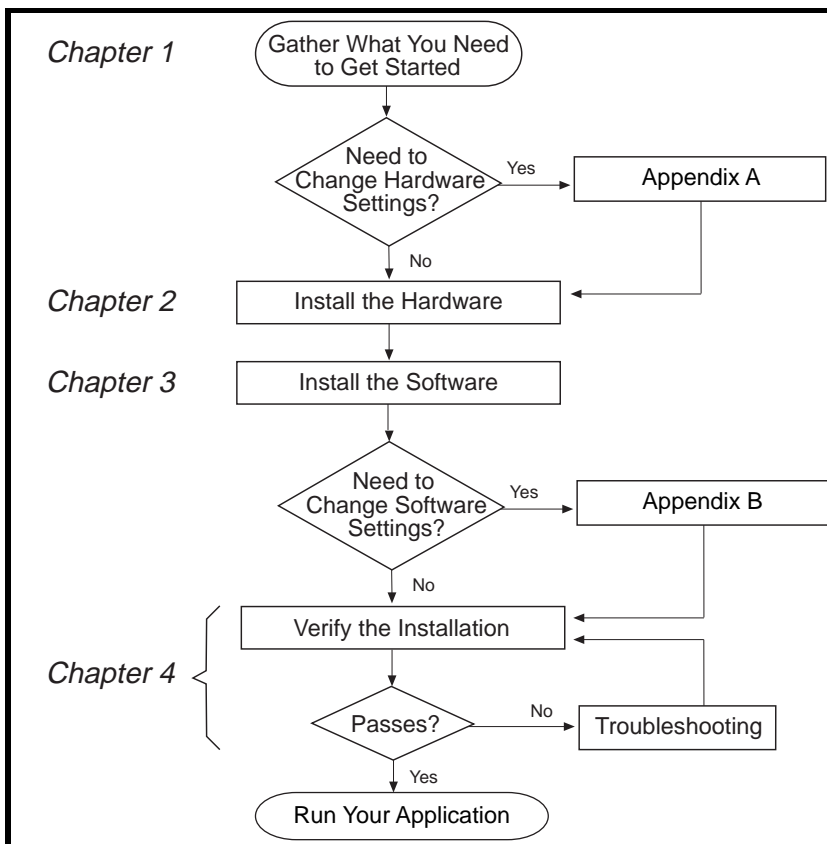 Chapter 1
Gather What You Need
to Get Started
Need to
Change Hardware
Settings?
Yes
Appendix A
No
Chapter 2
Install the Hardware
Chapter 3
Install the Software
Need to
Change Software
Settings?
Yes
Appendix B
No
Verify the Installation
Chapter 4
Passes?
No
Troubleshooting
Yes
Run Your Application